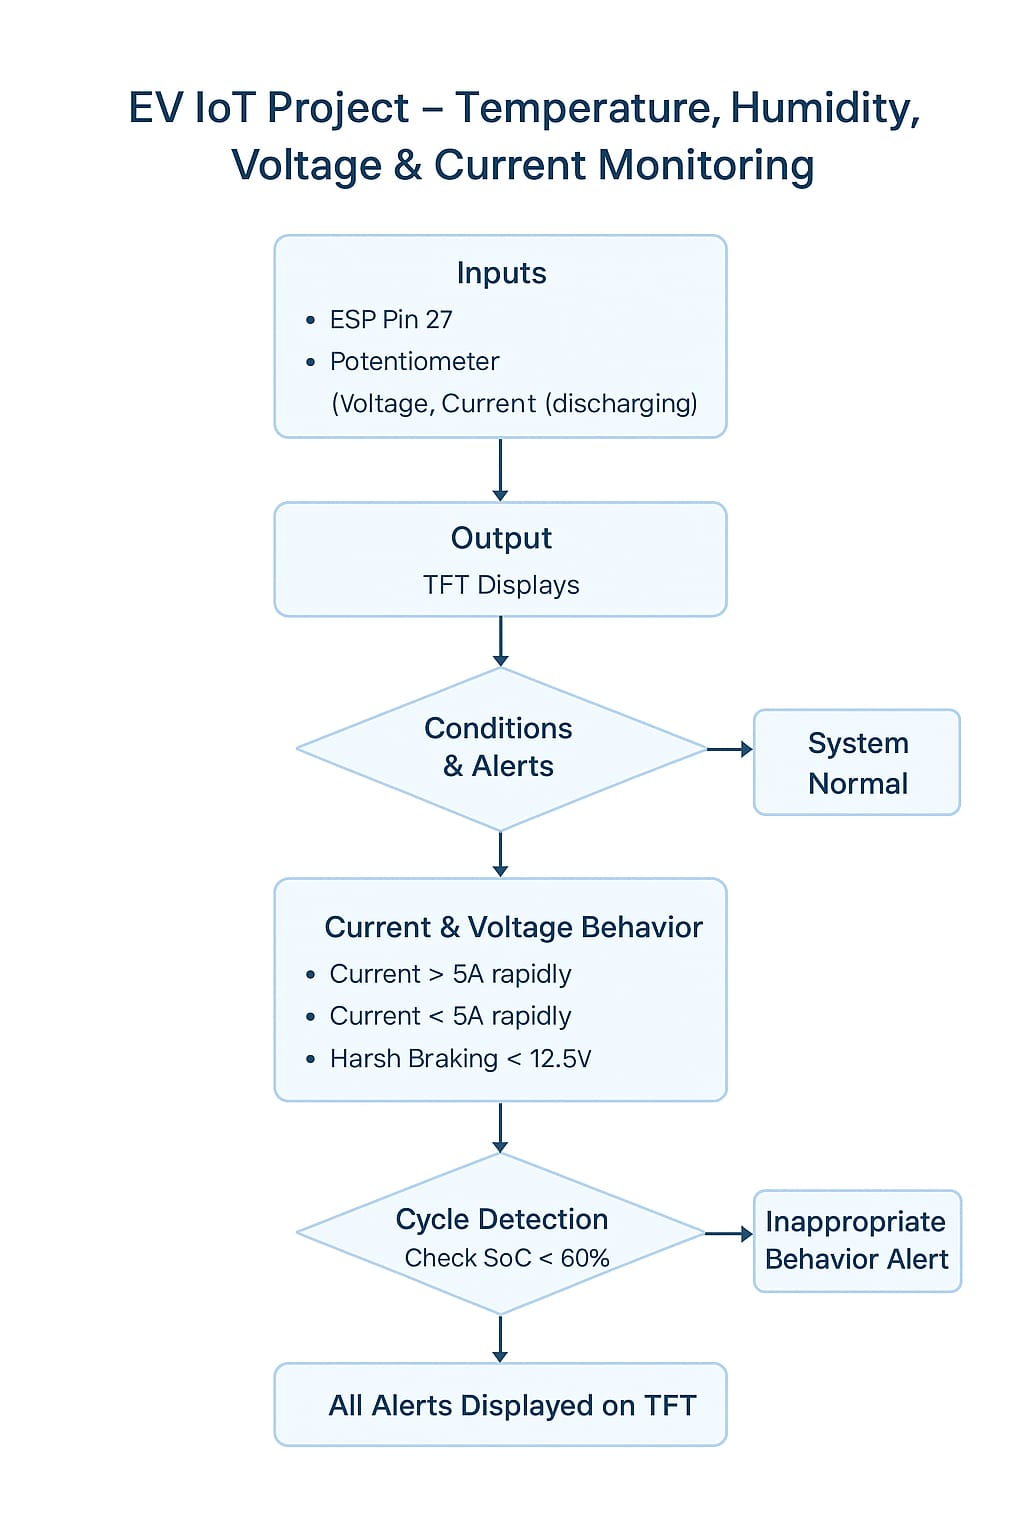 EV IoT Project – Temperature, Humidity,
Voltage & Current Monitoring
Inputs
• ESP Pin 27
• Potentiometer
(Voltage, Current (discharging)
Output
TFT Displays
Conditions
& Alerts
System
Normal
Current & Voltage Behavior
• Current > 5A rapidly
• Current < 5A rapidly
• Harsh Braking < 12.5V
Cycle Detection
Check SoC < 60%
Inappropriate
Behavior Alert
All Alerts Displayed on TFT